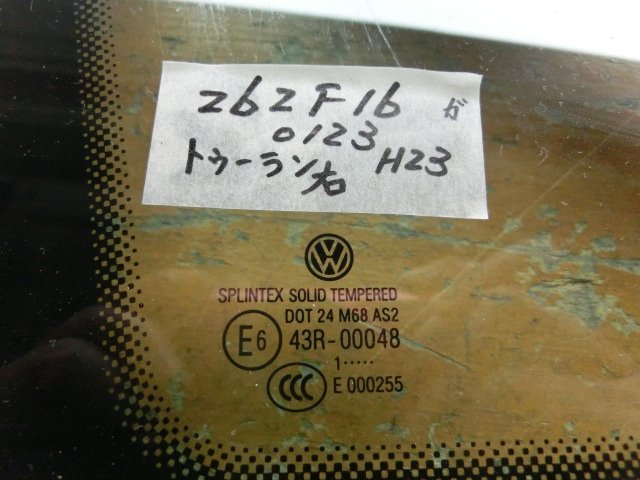 262F16 ガ
0123
トゥーラン右 H23
VW
SPLINTEX SOLID TEMPERED
DOT 24 M68 AS2
E6 43R-00048
1·····
CCC E 000255